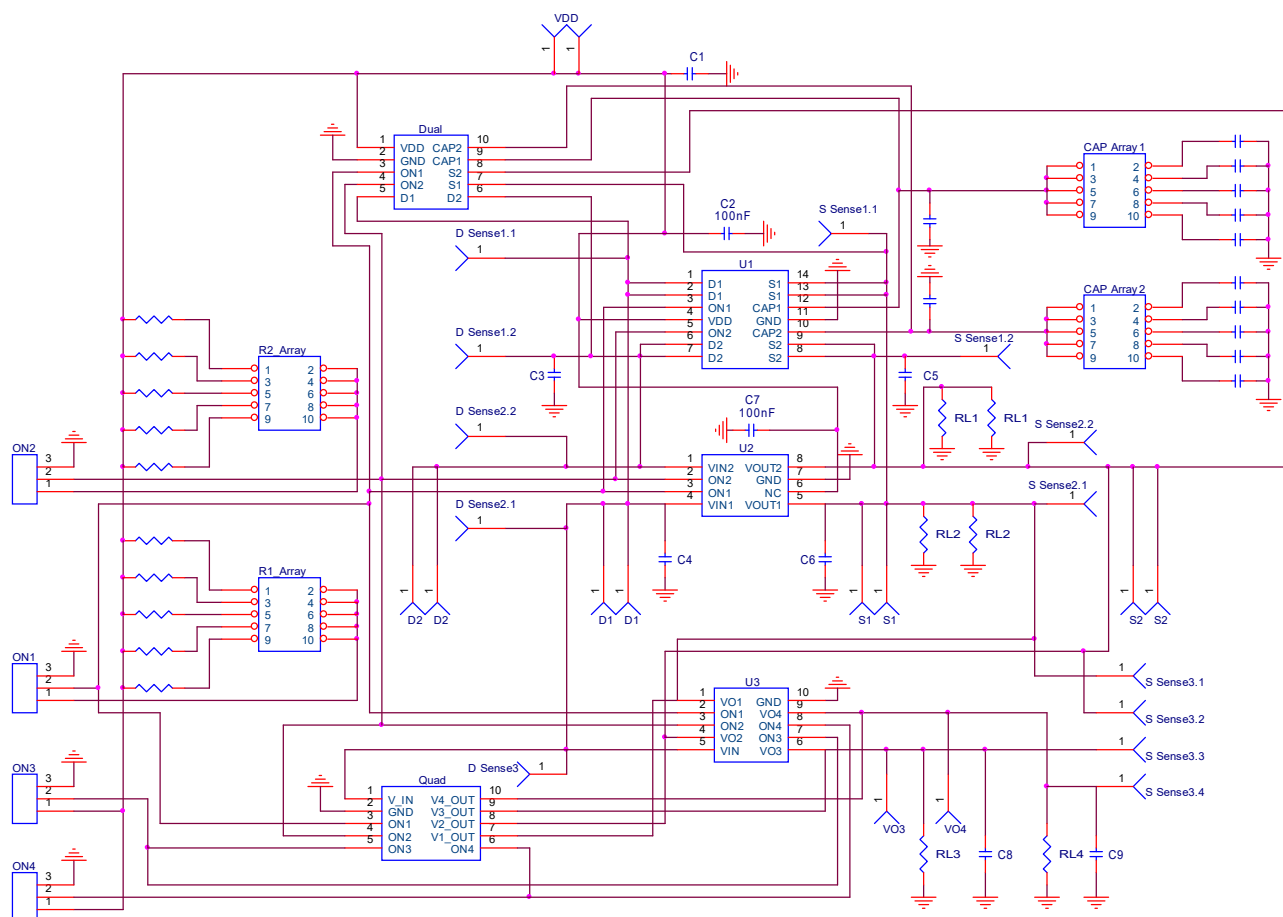 VDD
1 1
C1
Dual
1 VDD CAP2 10
2 GND CAP1 9
3 ON1 S2 8
4 ON2 S1 7
5 D1 D2 6
CAP Array1
1 2
3 4
5 6
7 8
9 10
C2
100nF
S Sense1.1
1
D Sense1.1
1
U1
1 D1 S1 14
2 D1 S1 13
3 ON1 CAP1 12
4 VDD GND 11
5 ON2 CAP2 10
6 D2 S2 9
7 D2 S2 8
CAP Array2
1 2
3 4
5 6
7 8
9 10
D Sense1.2
1
S Sense1.2
1
C3
C5
R2_Array
1 2
3 4
5 6
7 8
9 10
C7
100nF
D Sense2.2
1
RL1 RL1
S Sense2.2
1
ON2
3
2
1
U2
1 VIN2 VOUT2 8
2 ON2 GND 7
3 ON1 NC 6
4 VIN1 VOUT1 5
S Sense2.1
1
D Sense2.1
1
RL2 RL2
C4
C6
R1_Array
1 2
3 4
5 6
7 8
9 10
1 1 1 1 1 1 1 1
D2 D2 D1 D1 S1 S1 S2 S2
ON1
3
2
1
U3
1 VO1 GND 10
2 ON1 VO4 9
3 ON2 ON4 8
4 VO2 ON3 7
5 VIN VO3 6
1
S Sense3.1
1
S Sense3.2
1
S Sense3.3
1
S Sense3.4
D Sense3
1
ON3
3
2
1
Quad
1 V_IN V4_OUT 10
2 GND V3_OUT 9
3 ON1 V2_OUT 8
4 ON2 V1_OUT 7
5 ON3 ON4 6
1 1
VO3 VO4
RL3 C8 RL4 C9
ON4
3
2
1